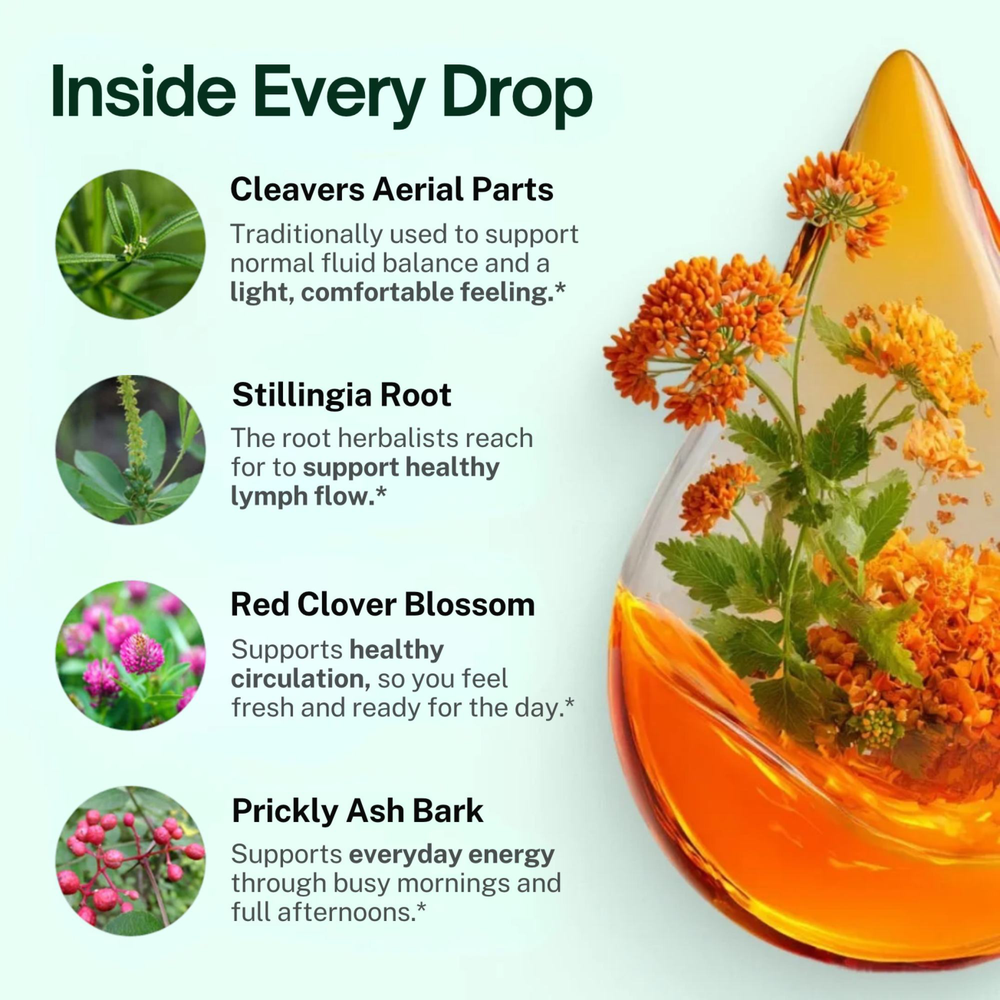 Inside Every Drop
Cleavers Aerial Parts
Traditionally used to support
normal fluid balance and a
light, comfortable feeling.*
Stillingia Root
The root herbalists reach
for to support healthy
lymph flow.*
Red Clover Blossom
Supports healthy
circulation, so you feel
fresh and ready for the day.*
Prickly Ash Bark
Supports everyday energy
through busy mornings and
full afternoons.*